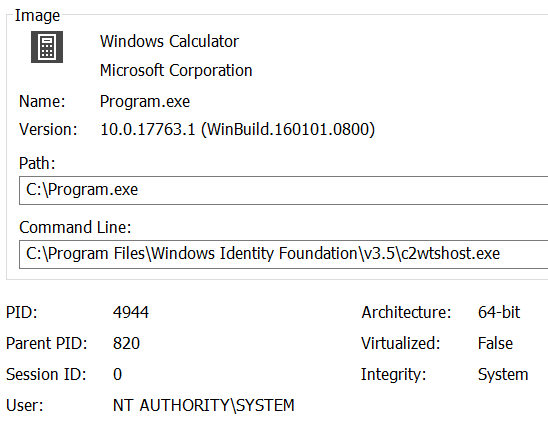 Image
Windows Calculator
Microsoft Corporation
Name: Program.exe
Version: 10.0.17763.1 (WinBuild.160101.0800)
Path:
C:\Program.exe
Command Line:
C:\Program Files\Windows Identity Foundation\v3.5\c2wtshost.exe
PID: 4944 Architecture: 64-bit
Parent PID: 820 Virtualized: False
Session ID: 0 Integrity: System
User: NT AUTHORITY\SYSTEM